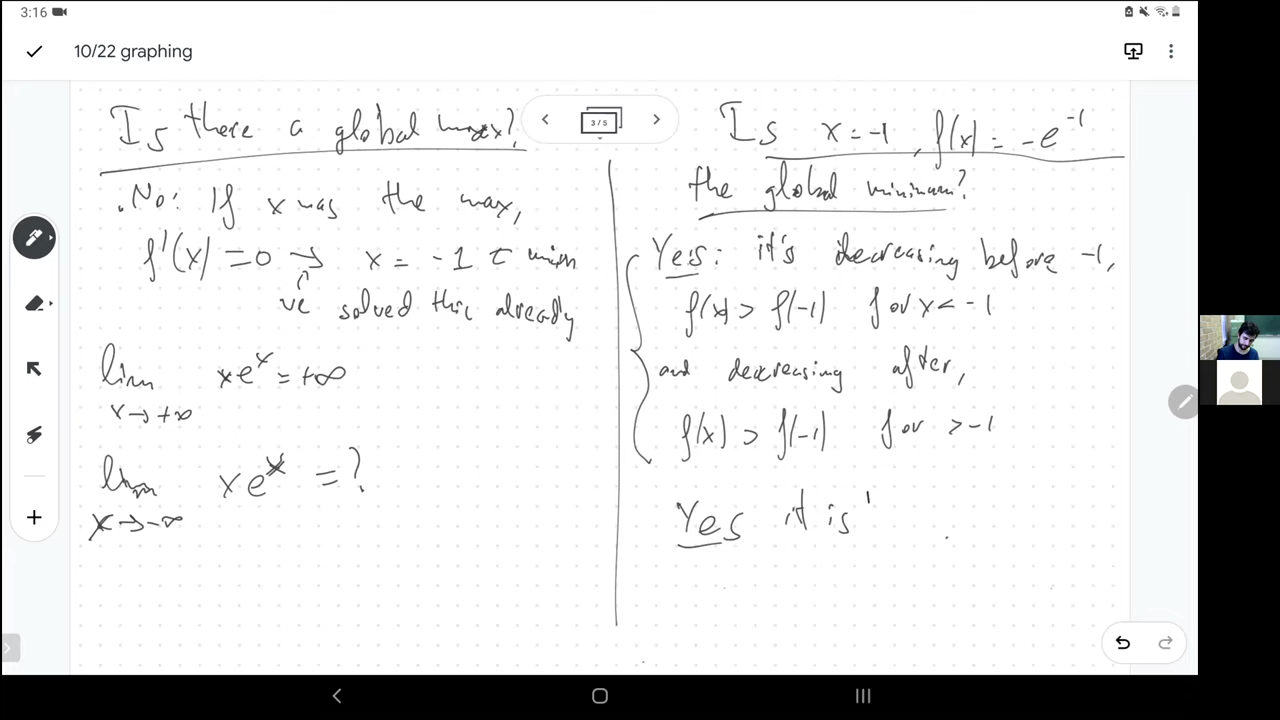 3:16
10/22 graphing
Is there a global max?
3/5
No: If x was the max,
f'(x) = 0 → x = -1 ← min
we solved this already
lim xe^x = +∞
x → +∞
lim xe^x = ?
x → -∞
Is x = -1, f(x) = -e^-1
the global minimum?
Yes: it's decreasing before -1,
f(x) > f(-1) for x < -1
and decreasing after,
f(x) > f(-1) for > -1
Yes it is